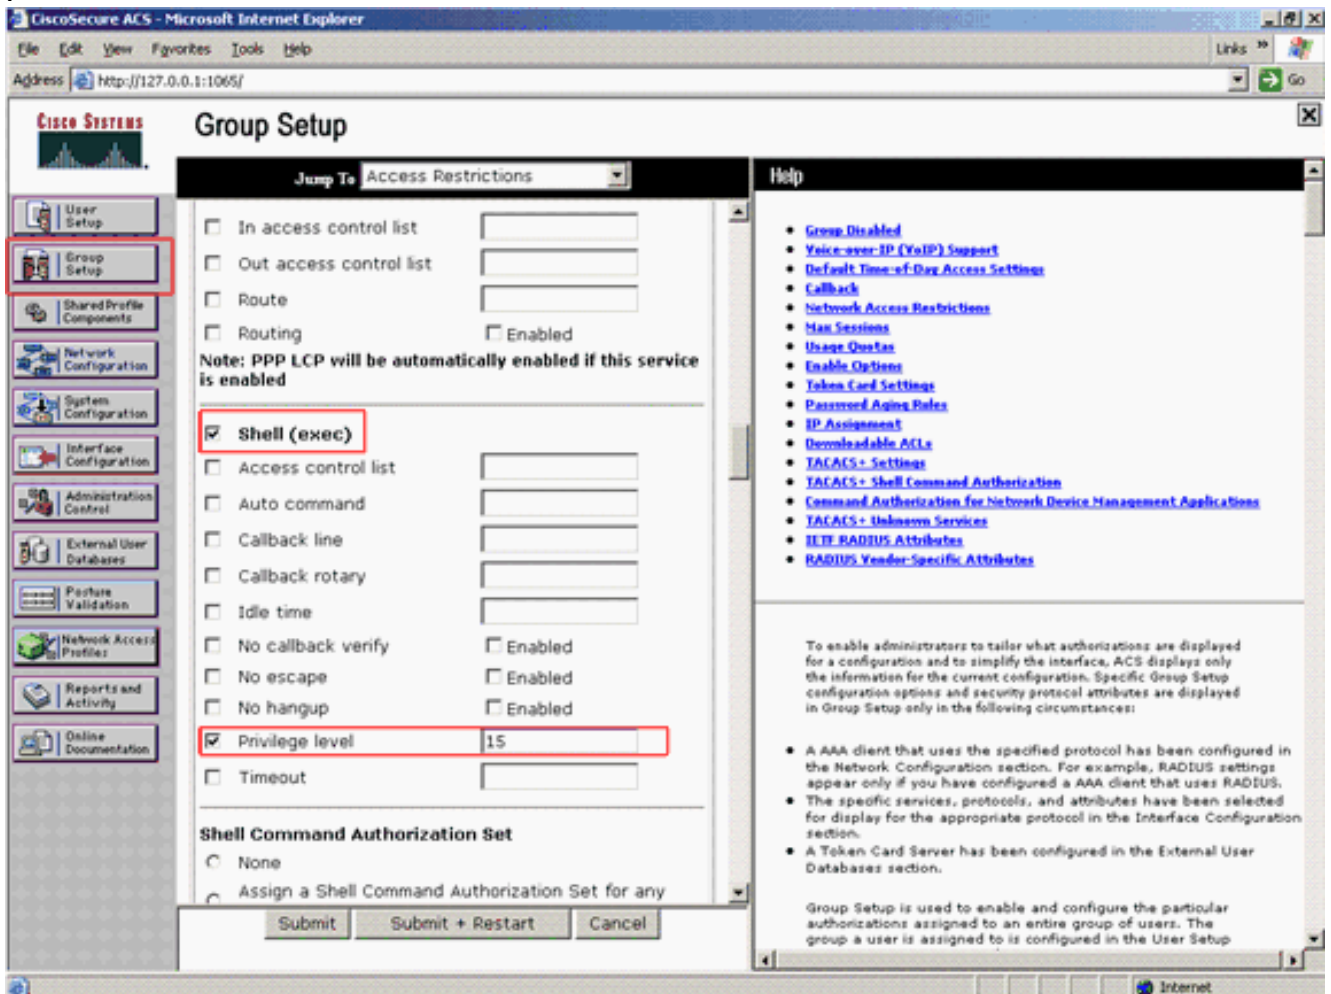 CiscoSecure ACS - Microsoft Internet Explorer
File Edit View Favorites Tools Help
Links »
Address http://127.0.0.1:1065/
Go
CISCO SYSTEMS
Group Setup
Jump To Access Restrictions
Help
User Setup
Group Setup
Shared Profile Components
Network Configuration
System Configuration
Interface Configuration
Administration Control
External User Databases
Posture Validation
Network Access Profiles
Reports and Activity
Online Documentation
In access control list
Out access control list
Route
Routing Enabled
Note: PPP LCP will be automatically enabled if this service
is enabled
Shell (exec)
Access control list
Auto command
Callback line
Callback rotary
Idle time
No callback verify Enabled
No escape Enabled
No hangup Enabled
Privilege level 15
Timeout
Shell Command Authorization Set
None
Assign a Shell Command Authorization Set for any
Submit Submit + Restart Cancel
Group Disabled
Voice-over-IP (VoIP) Support
Default Time-of-Day Access Settings
Callback
Network Access Restrictions
Max Sessions
Usage Quotas
Enable Options
Token Card Settings
Password Aging Rules
IP Assignment
Downloadable ACLs
TACACS+ Settings
TACACS+ Shell Command Authorization
Command Authorization for Network Device Management Applications
TACACS+ Unknown Services
IETF RADIUS Attributes
RADIUS Vendor-Specific Attributes
To enable administrators to tailor what authorizations are displayed
for a configuration and to simplify the interface, ACS displays only
the information for the current configuration. Specific Group Setup
configuration options and security protocol attributes are displayed
in Group Setup only in the following circumstances:
A AAA client that uses the specified protocol has been configured in
the Network Configuration section. For example, RADIUS settings
appear only if you have configured a AAA client that uses RADIUS.
The specific services, protocols, and attributes have been selected
for display for the appropriate protocol in the Interface Configuration
section.
A Token Card Server has been configured in the External User
Databases section.
Group Setup is used to enable and configure the particular
authorizations assigned to an entire group of users. The
group a user is assigned to is configured in the User Setup
Internet